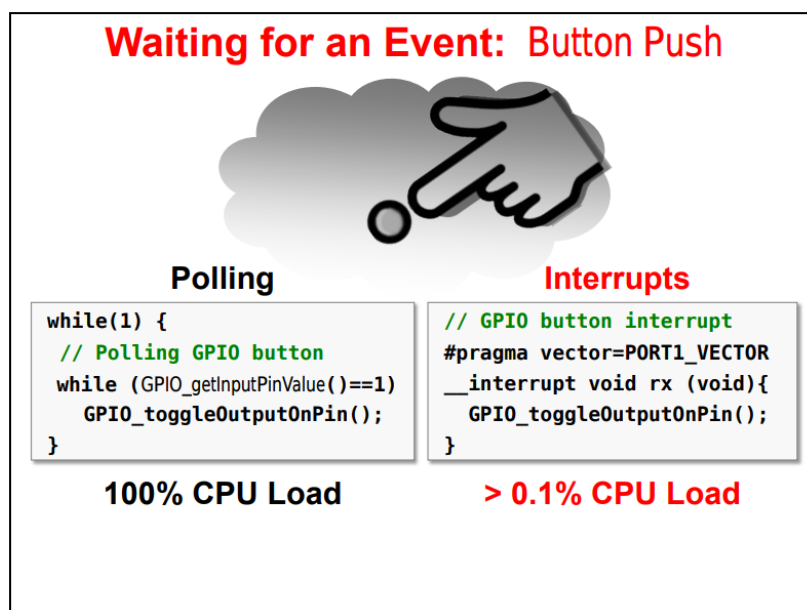 Waiting for an Event: Button Push
Polling
while(1) {
// Polling GPIO button
while (GPIO_getInputPinValue()==1)
GPIO_toggleOutputOnPin();
}
100% CPU Load
Interrupts
// GPIO button interrupt
#pragma vector=PORT1_VECTOR
__interrupt void rx (void){
GPIO_toggleOutputOnPin();
}
> 0.1% CPU Load